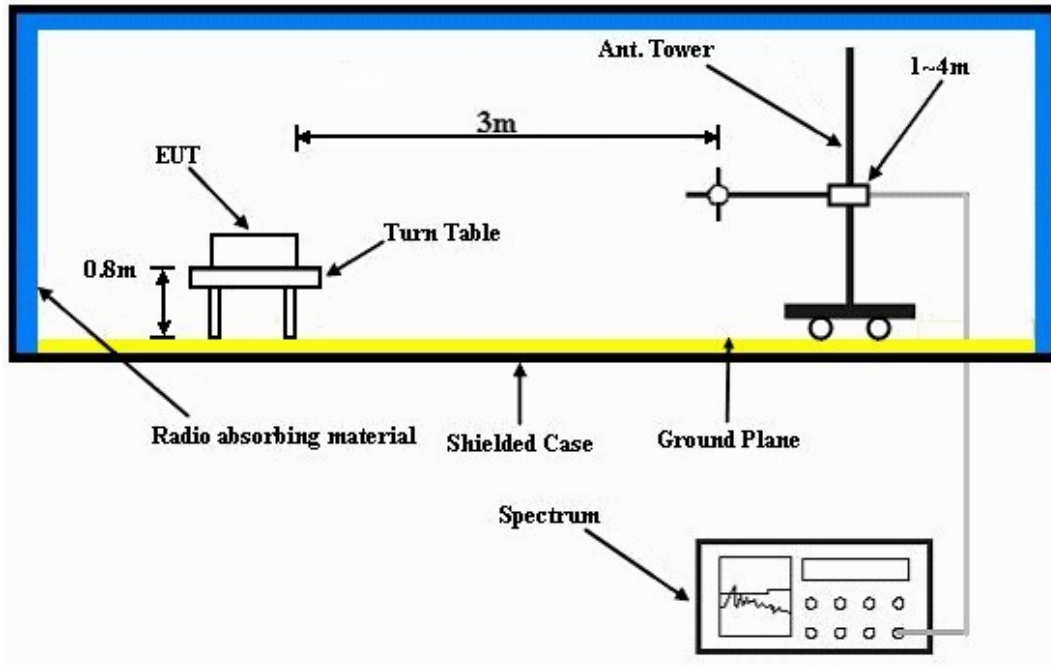 Ant. Tower
1~4m
3m
EUT
Turn Table
0.8m
Radio absorbing material
Shielded Case
Ground Plane
Spectrum